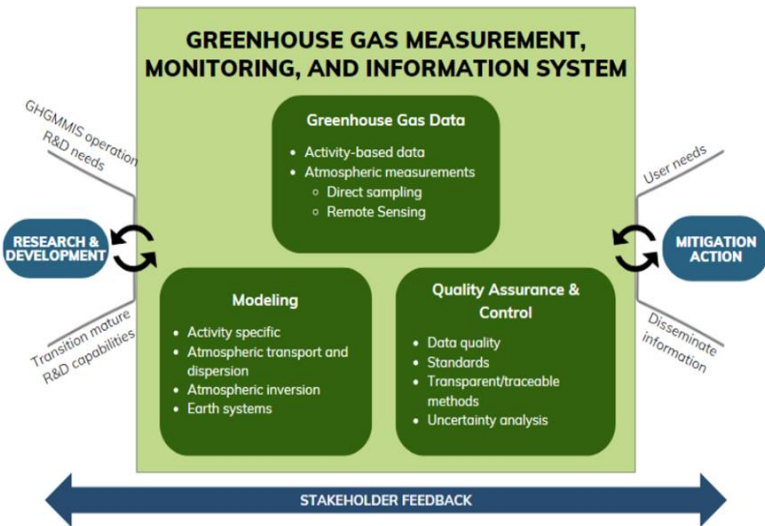 GREENHOUSE GAS MEASUREMENT,
MONITORING, AND INFORMATION SYSTEM
GHGMMIS operation
R&D needs
RESEARCH &
DEVELOPMENT
Transition mature
R&D capabilities
Greenhouse Gas Data
• Activity-based data
• Atmospheric measurements
○ Direct sampling
○ Remote Sensing
Modeling
• Activity specific
• Atmospheric transport and
dispersion
• Atmospheric inversion
• Earth systems
Quality Assurance &
Control
• Data quality
• Standards
• Transparent/traceable
methods
• Uncertainty analysis
User needs
MITIGATION
ACTION
Disseminate
information
STAKEHOLDER FEEDBACK